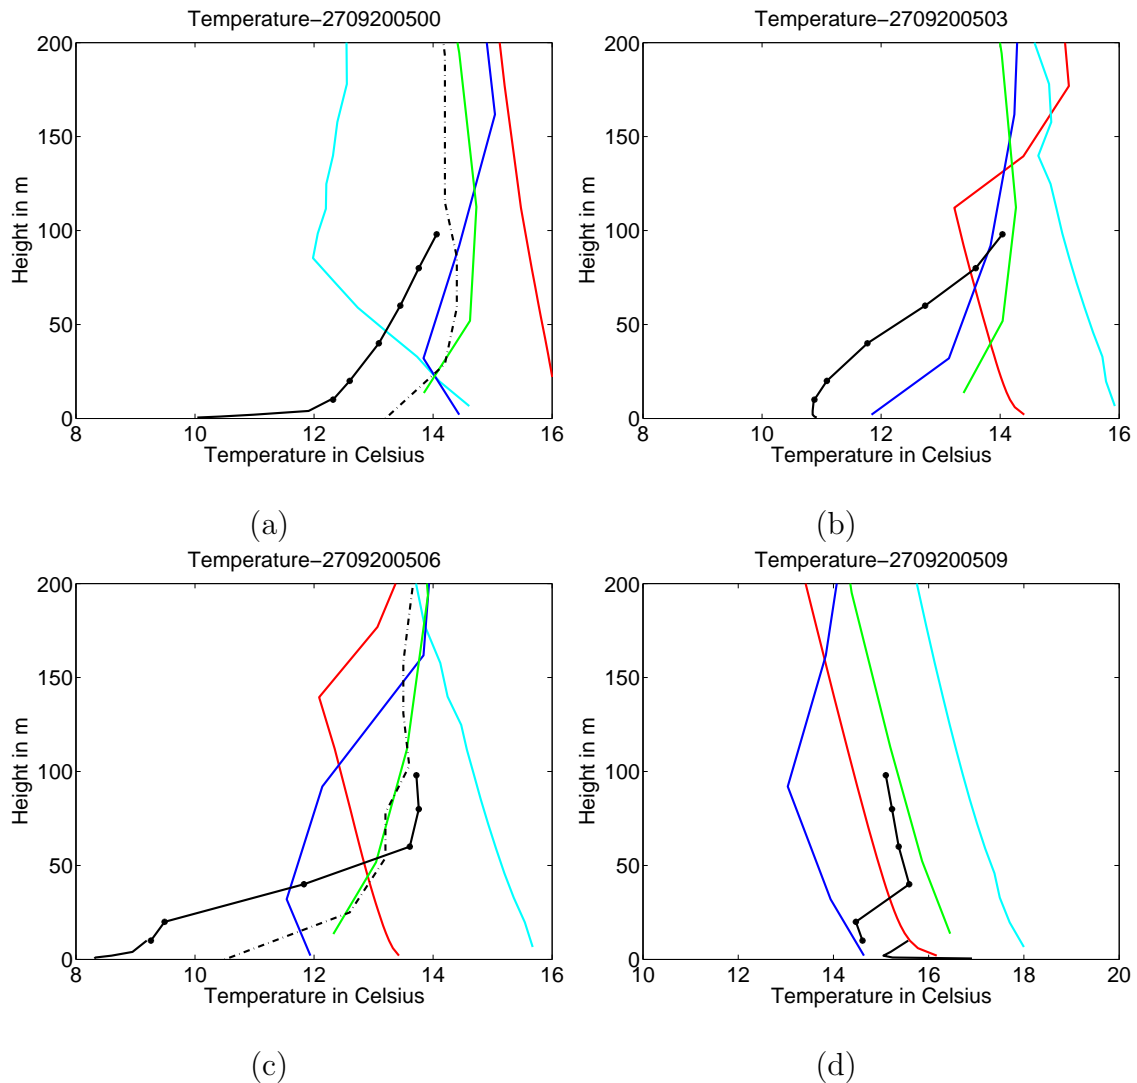 Temperature−2709200500
200
150
100
50
0
8 10 12 14 16
Height in m
Temperature in Celsius
(a)
Temperature−2709200503
200
150
100
50
0
8 10 12 14 16
Height in m
Temperature in Celsius
(b)
Temperature−2709200506
200
150
100
50
0
8 10 12 14 16
Height in m
Temperature in Celsius
(c)
Temperature−2709200509
200
150
100
50
0
10 12 14 16 18 20
Height in m
Temperature in Celsius
(d)